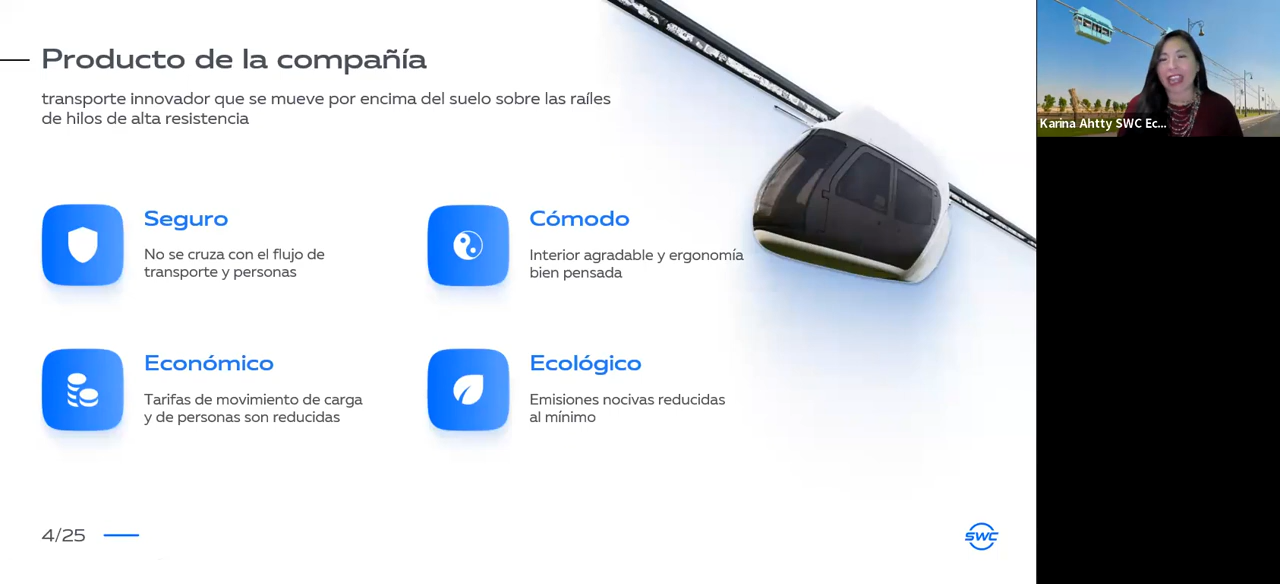 Producto de la compañía
transporte innovador que se mueve por encima del suelo sobre las raíles
de hilos de alta resistencia
Seguro
No se cruza con el flujo de
transporte y personas
Cómodo
Interior agradable y ergonomía
bien pensada
Económico
Tarifas de movimiento de carga
y de personas son reducidas
Ecológico
Emisiones nocivas reducidas
al mínimo
4/25
SWC
Karina Ahtty SWC Ec...